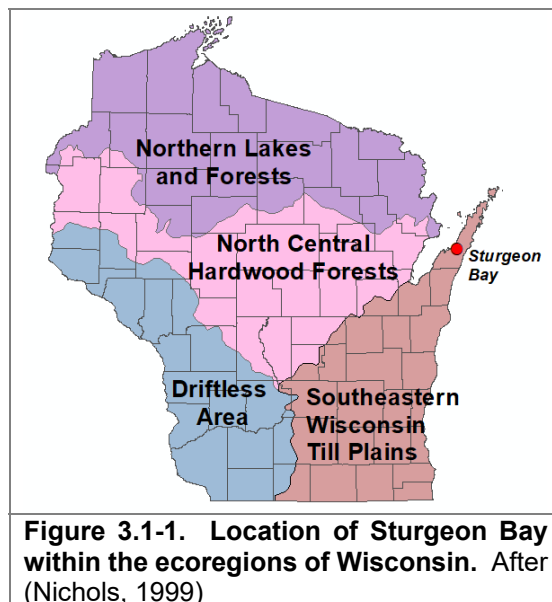 Northern Lakes
and Forests
North Central
Hardwood Forests
Sturgeon
Bay
Driftless
Area
Southeastern
Wisconsin
Till Plains
Figure 3.1-1. Location of Sturgeon Bay
within the ecoregions of Wisconsin. After
(Nichols, 1999)